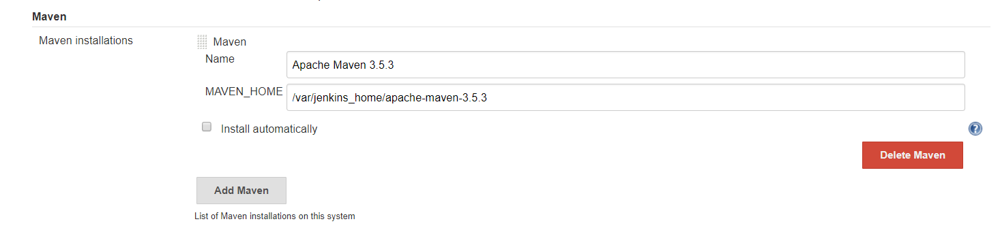 Maven
Maven installations
Maven
Name
Apache Maven 3.5.3
MAVEN_HOME
/var/jenkins_home/apache-maven-3.5.3
Install automatically
?
Delete Maven
Add Maven
List of Maven installations on this system